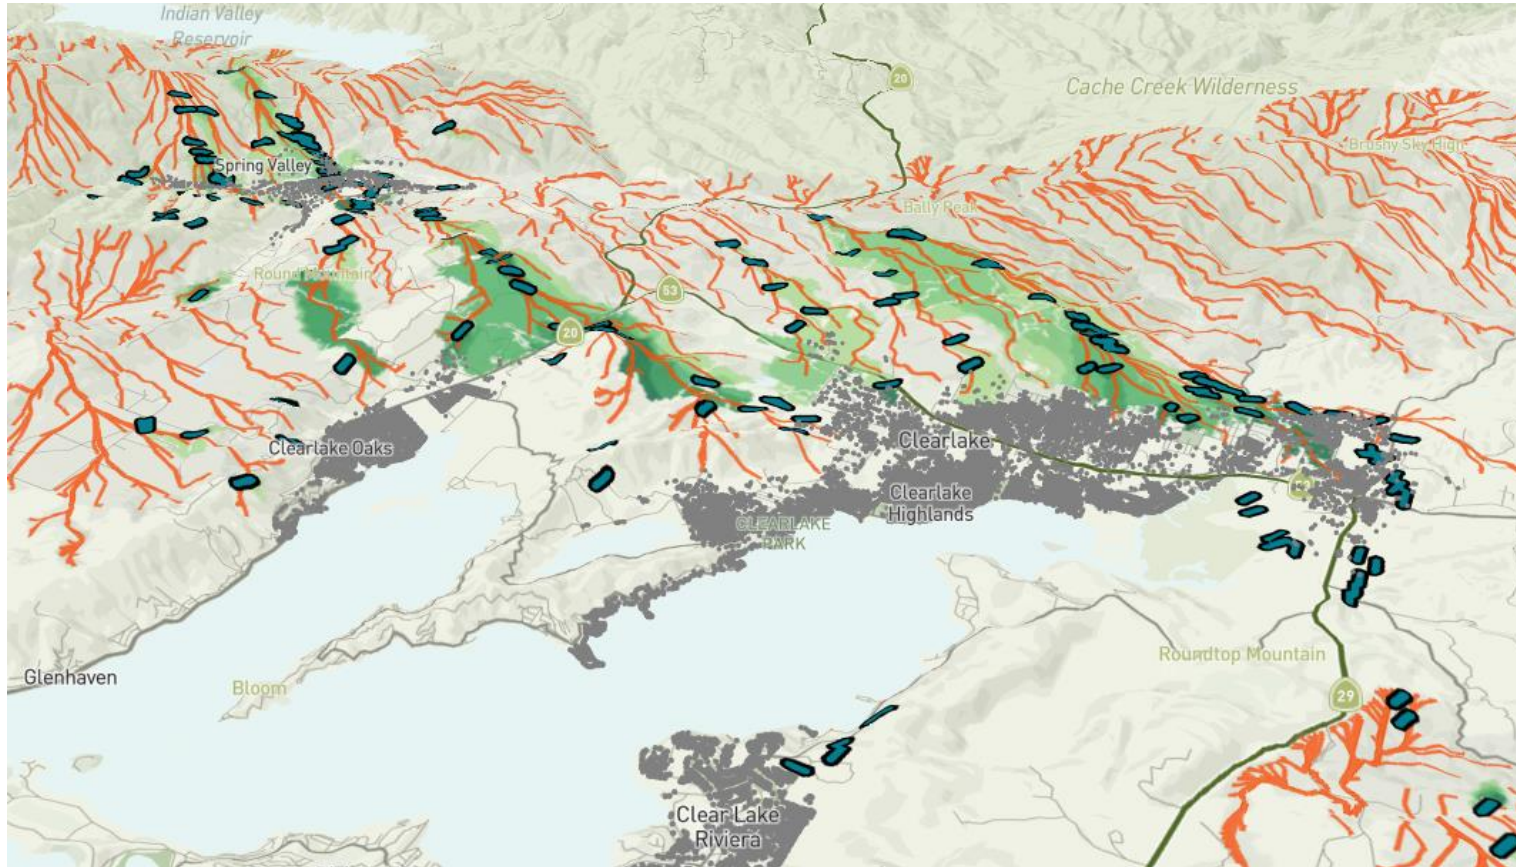 Indian Valley
Reservoir
20
Cache Creek Wilderness
Brushy Sky High
Spring Valley
Bally Peak
Round Mountain
53
20
Clearlake Oaks
Clearlake
Clearlake
Highlands
53
CLEARLAKE
PARK
Glenhaven
Bloom
Roundtop Mountain
29
Clear Lake
Riviera